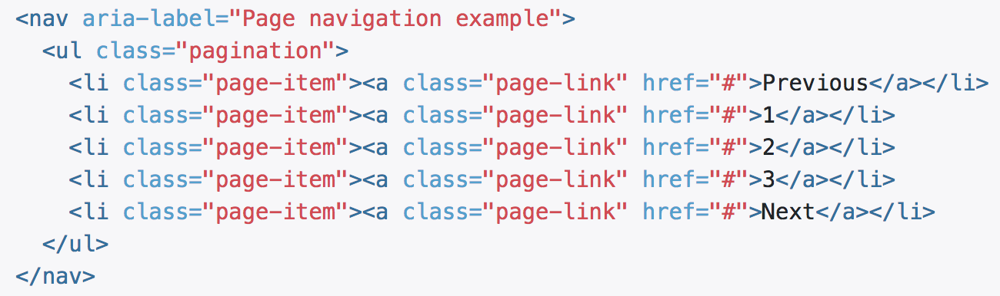 <nav aria-label="Page navigation example">
  <ul class="pagination">
    <li class="page-item"><a class="page-link" href="#">Previous</a></li>
    <li class="page-item"><a class="page-link" href="#">1</a></li>
    <li class="page-item"><a class="page-link" href="#">2</a></li>
    <li class="page-item"><a class="page-link" href="#">3</a></li>
    <li class="page-item"><a class="page-link" href="#">Next</a></li>
  </ul>
</nav>